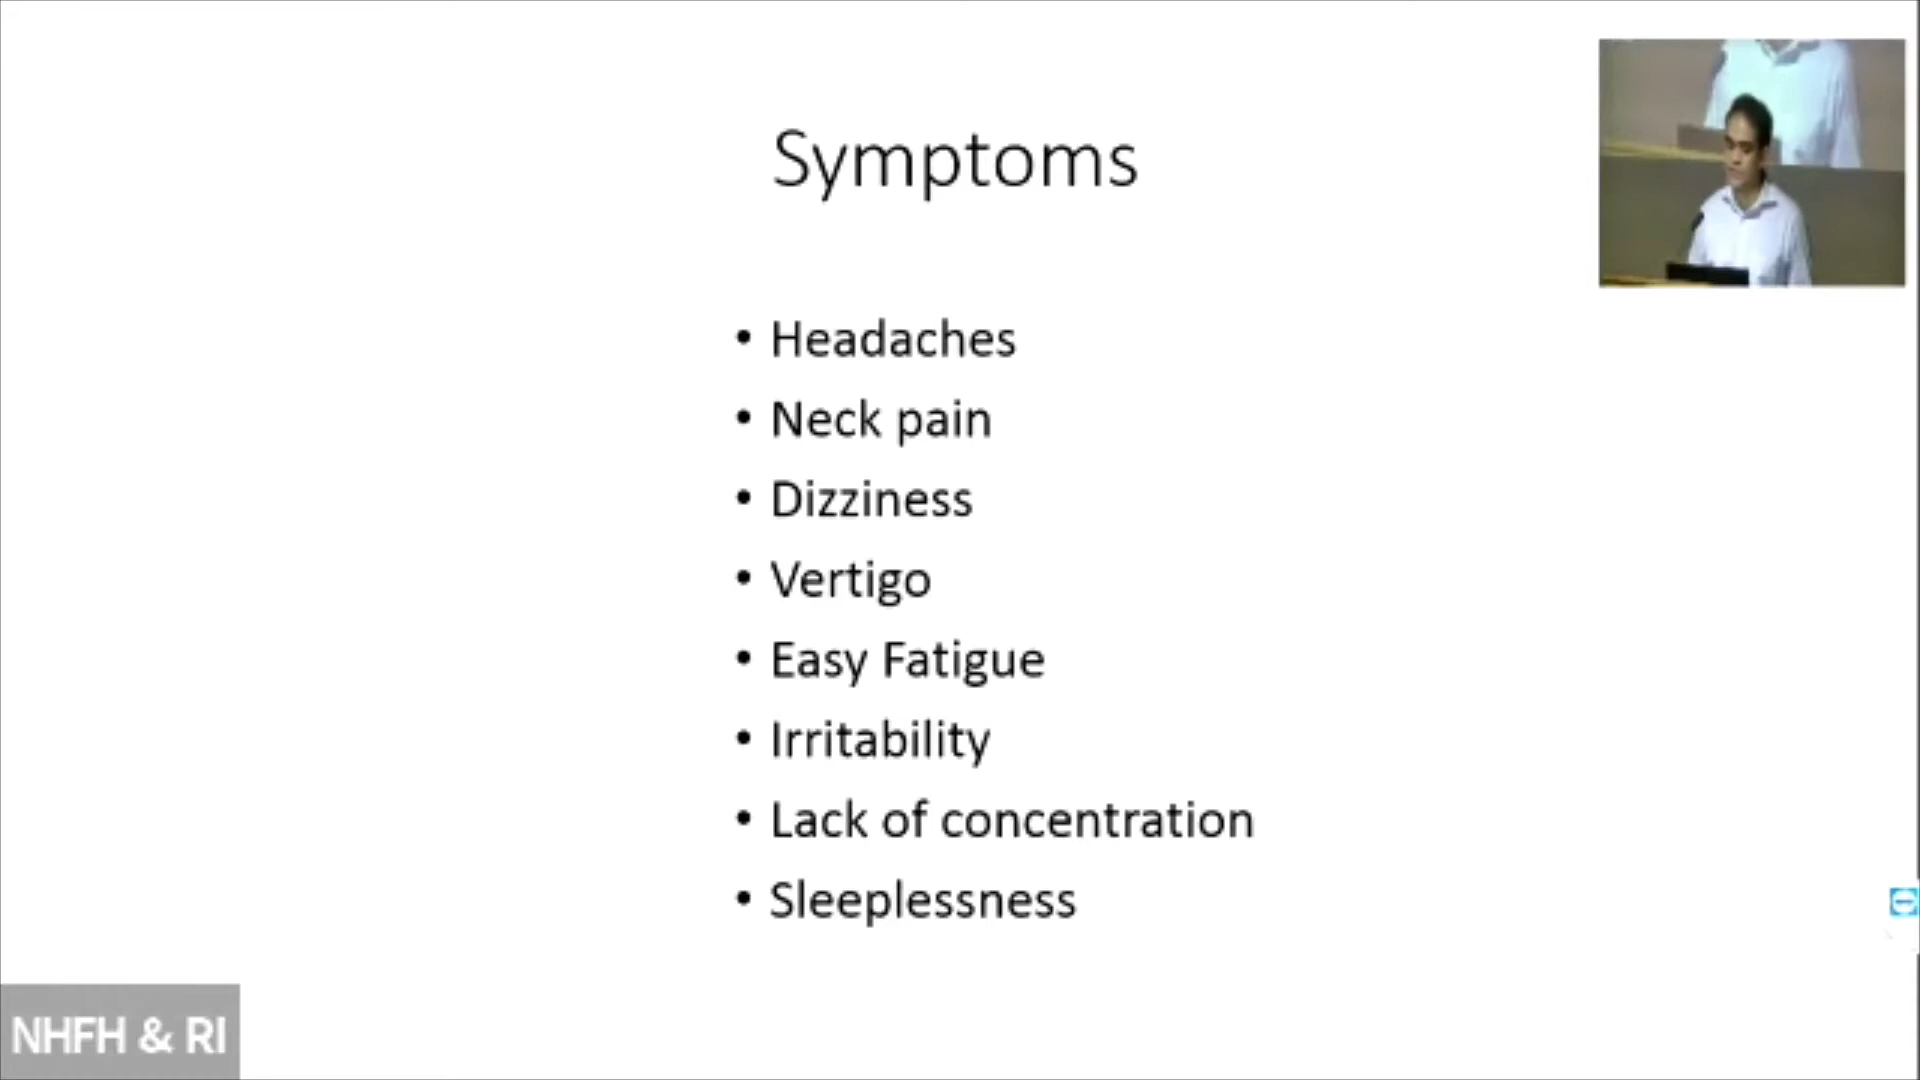 Symptoms
• Headaches
• Neck pain
• Dizziness
• Vertigo
• Easy Fatigue
• Irritability
• Lack of concentration
• Sleeplessness
NHFH & RI